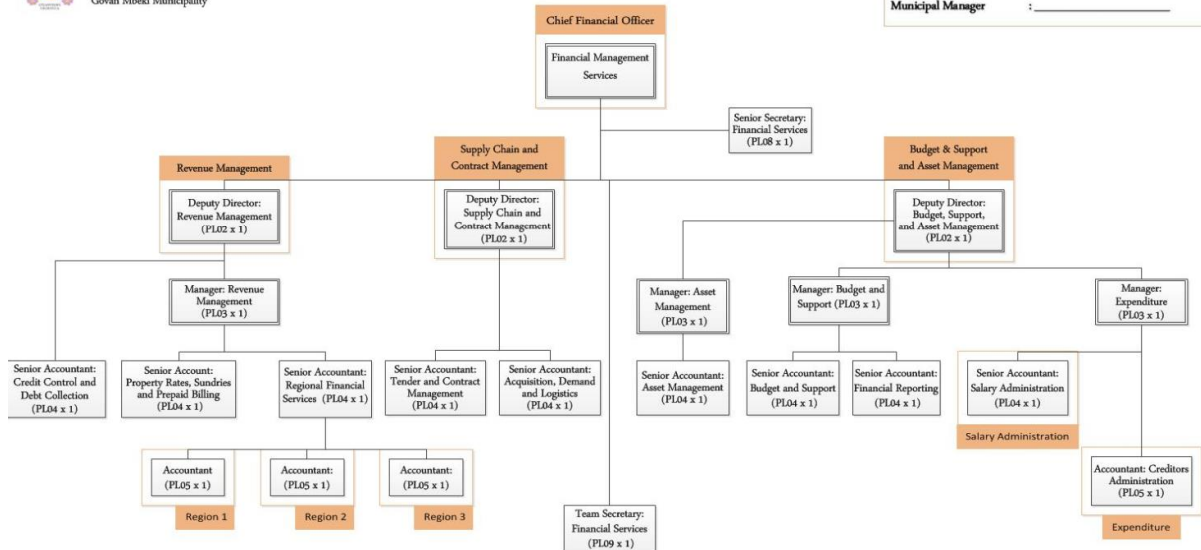 Govan Mbeki Municipality
Municipal Manager : ____________________
Chief Financial Officer
Financial Management
Services
Senior Secretary:
Financial Services
(PL08 x 1)
Revenue Management
Supply Chain and
Contract Management
Budget & Support
and Asset Management
Deputy Director:
Revenue Management
(PL02 x 1)
Deputy Director:
Supply Chain and
Contract Management
(PL02 x 1)
Deputy Director:
Budget, Support,
and Asset Management
(PL02 x 1)
Manager: Revenue
Management
(PL03 x 1)
Manager: Asset
Management
(PL03 x 1)
Manager: Budget and
Support (PL03 x 1)
Manager:
Expenditure
(PL03 x 1)
Senior Accountant:
Credit Control and
Debt Collection
(PL04 x 1)
Senior Account:
Property Rates, Sundries
and Prepaid Billing
(PL04 x 1)
Senior Accountant:
Regional Financial
Services (PL04 x 1)
Senior Accountant:
Tender and Contract
Management
(PL04 x 1)
Senior Accountant:
Acquisition, Demand
and Logistics
(PL04 x 1)
Senior Accountant:
Asset Management
(PL04 x 1)
Senior Accountant:
Budget and Support
(PL04 x 1)
Senior Accountant:
Financial Reporting
(PL04 x 1)
Senior Accountant:
Salary Administration
(PL04 x 1)
Salary Administration
Accountant
(PL05 x 1)
Region 1
Accountant:
(PL05 x 1)
Region 2
Accountant:
(PL05 x 1)
Region 3
Accountant: Creditors
Administration
(PL05 x 1)
Expenditure
Team Secretary:
Financial Services
(PL09 x 1)